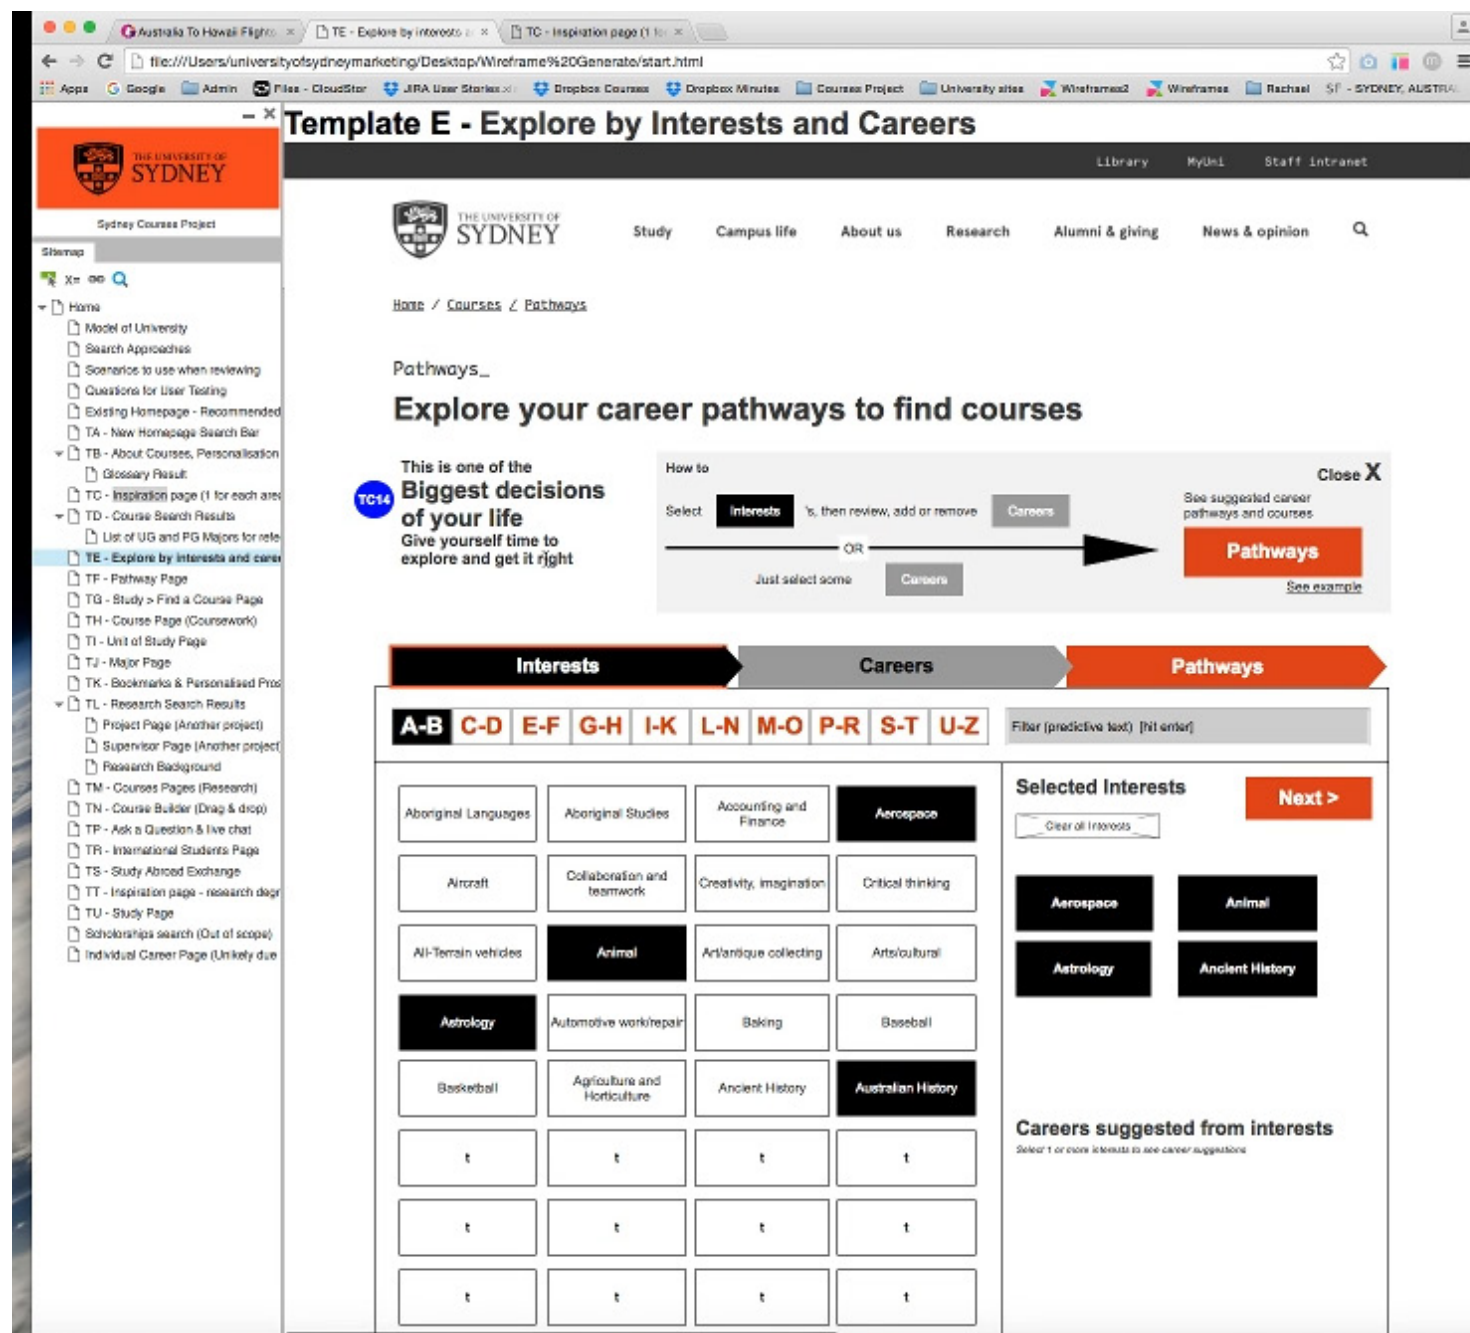 Australia To Hawaii Flights
TE - Explore by interests a
TC - Inspiration page (1 for
file:///Users/universityofsydneymarketing/Desktop/Wireframe%20Generate/start.html
Apps Google Admin Files - CloudStor JIRA User Stories.xl Dropbox Courses Dropbox Minutes Courses Project University sites Wireframes2 Wireframes Rachael SF - SYDNEY, AUSTRAL
Template E - Explore by Interests and Careers
THE UNIVERSITY OF
SYDNEY
Sydney Courses Project
Sitemap
X=
Home
Model of University
Search Approaches
Scenarios to use when reviewing
Questions for User Testing
Existing Homepage - Recommended
TA - New Homepage Search Bar
TB - About Courses, Personalisation
Glossary Result
TC - Inspiration page (1 for each area
TD - Course Search Results
List of UG and PG Majors for refe
TE - Explore by interests and caree
TF - Pathway Page
TG - Study > Find a Course Page
TH - Course Page (Coursework)
TI - Unit of Study Page
TJ - Major Page
TK - Bookmarks & Personalised Pros
TL - Research Search Results
Project Page (Another project)
Supervisor Page (Another project)
Research Background
TM - Courses Pages (Research)
TN - Course Builder (Drag & drop)
TP - Ask a Question & live chat
TR - International Students Page
TS - Study Abroad Exchange
TT - Inspiration page - research degr
TU - Study Page
Scholorships search (Out of scope)
Individual Career Page (Unikely due
Library MyUni Staff intranet
THE UNIVERSITY OF
SYDNEY
Study Campus life About us Research Alumni & giving News & opinion
Home / Courses / Pathways
Pathways_
Explore your career pathways to find courses
TC14
This is one of the
Biggest decisions
of your life
Give yourself time to
explore and get it right
How to
Close X
Select Interests 's, then review, add or remove Careers
OR
Just select some Careers
See suggested career
pathways and courses
Pathways
See example
Interests Careers Pathways
A-B C-D E-F G-H I-K L-N M-O P-R S-T U-Z
Filter (predictive text) [hit enter]
Aboriginal Languages Aboriginal Studies Accounting and Finance Aerospace
Aircraft Collaboration and teamwork Creativity, imagination Critical thinking
All-Terrain vehicles Animal Art/antique collecting Arts/cultural
Astrology Automotive work/repair Baking Baseball
Basketball Agriculture and Horticulture Ancient History Australian History
t t t t
t t t t
t t t t
Selected Interests
Next >
Clear all Interests
Aerospace Animal
Astrology Ancient History
Careers suggested from interests
Select 1 or more interests to see career suggestions